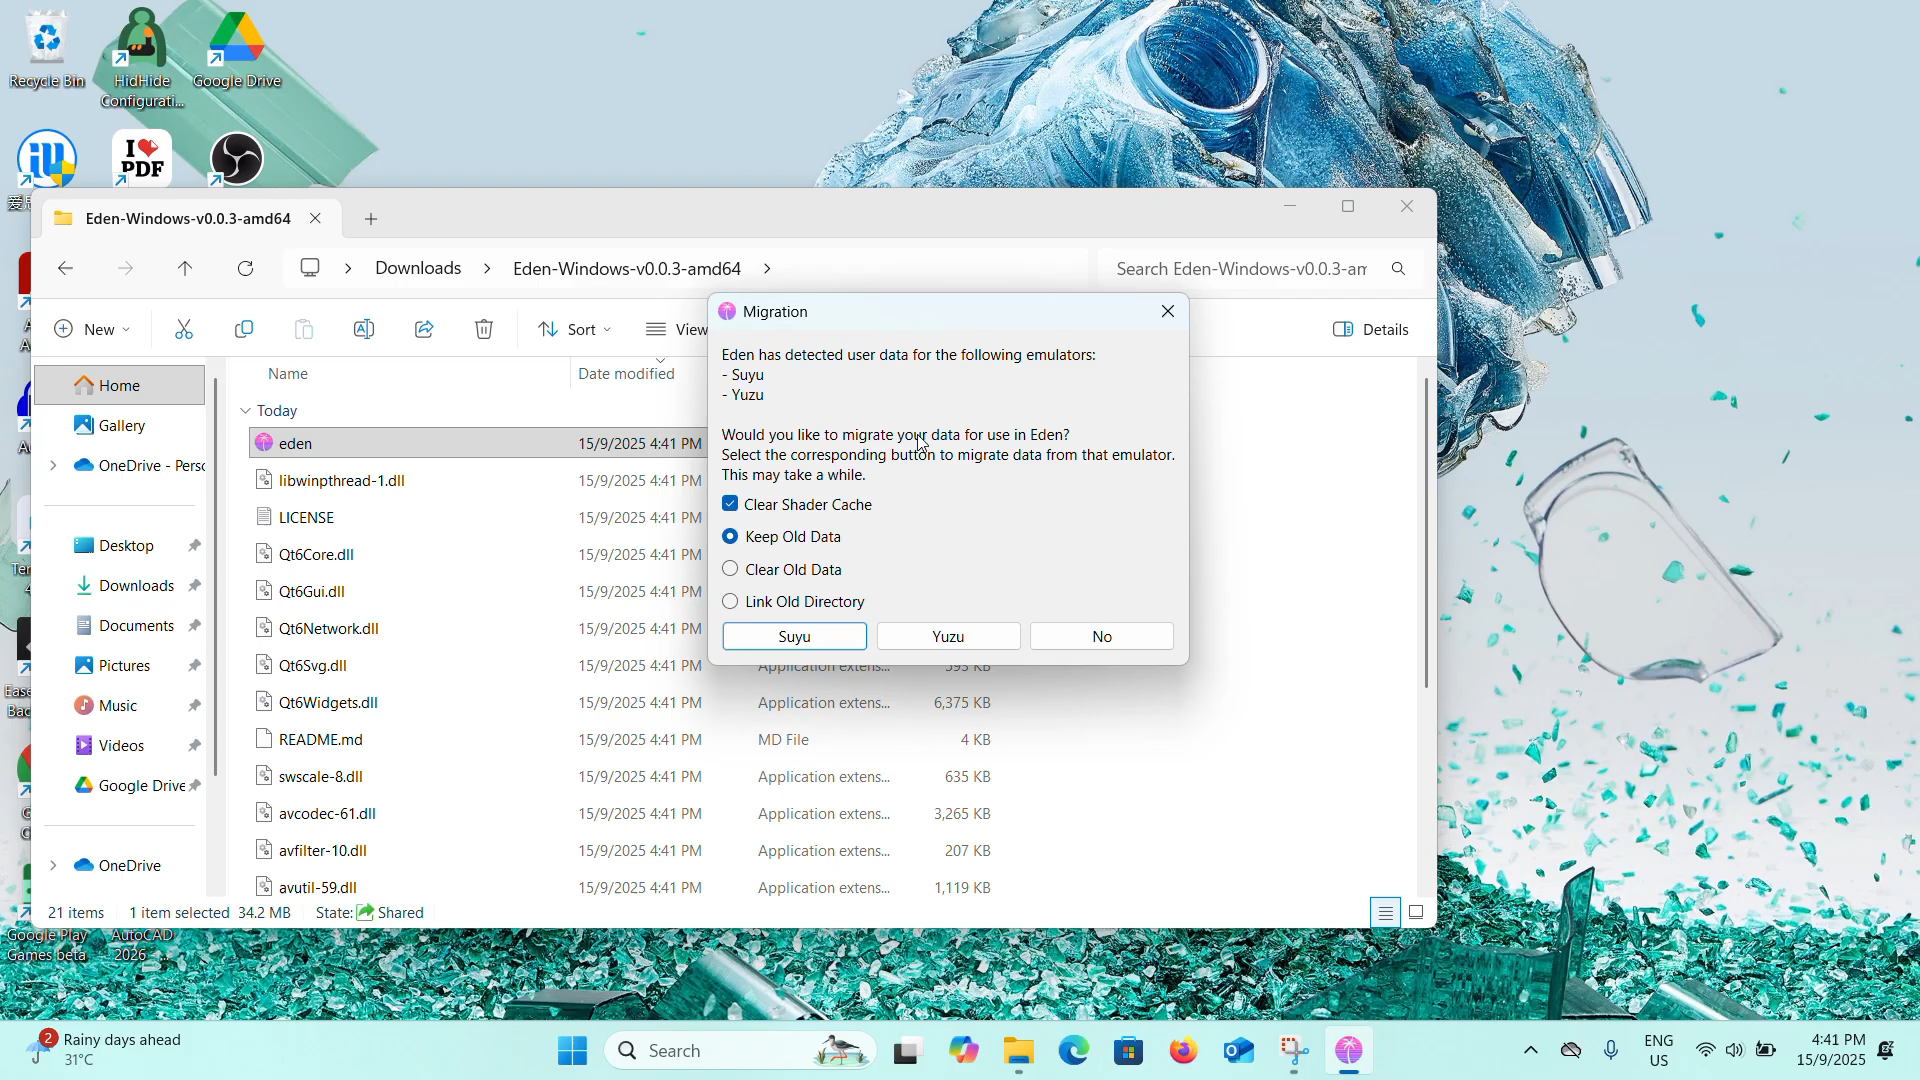 Recycle Bin
HidHide
Configurati...
Google Drive
I
PDF
Eden-Windows-v0.0.3-amd64
Downloads
Eden-Windows-v0.0.3-amd64
Search Eden-Windows-v0.0.3-am
New
Sort
View
Details
Home
Gallery
OneDrive - Perso
Desktop
Downloads
Documents
Pictures
Music
Videos
Google Drive
OneDrive
Name
Date modified
Today
eden 15/9/2025 4:41 PM
libwinpthread-1.dll 15/9/2025 4:41 PM
LICENSE 15/9/2025 4:41 PM
Qt6Core.dll 15/9/2025 4:41 PM
Qt6Gui.dll 15/9/2025 4:41 PM
Qt6Network.dll 15/9/2025 4:41 PM
Qt6Svg.dll 15/9/2025 4:41 PM Application extens... 595 KB
Qt6Widgets.dll 15/9/2025 4:41 PM Application extens... 6,375 KB
README.md 15/9/2025 4:41 PM MD File 4 KB
swscale-8.dll 15/9/2025 4:41 PM Application extens... 635 KB
avcodec-61.dll 15/9/2025 4:41 PM Application extens... 3,265 KB
avfilter-10.dll 15/9/2025 4:41 PM Application extens... 207 KB
avutil-59.dll 15/9/2025 4:41 PM Application extens... 1,119 KB
21 items 1 item selected 34.2 MB State: Shared
Migration
Eden has detected user data for the following emulators:
- Suyu
- Yuzu
Would you like to migrate your data for use in Eden?
Select the corresponding button to migrate data from that emulator.
This may take a while.
Clear Shader Cache
Keep Old Data
Clear Old Data
Link Old Directory
Suyu
Yuzu
No
Google Play
Games beta
AutoCAD
2026 ...
2
Rainy days ahead
31°C
Search
ENG
US
4:41 PM
15/9/2025